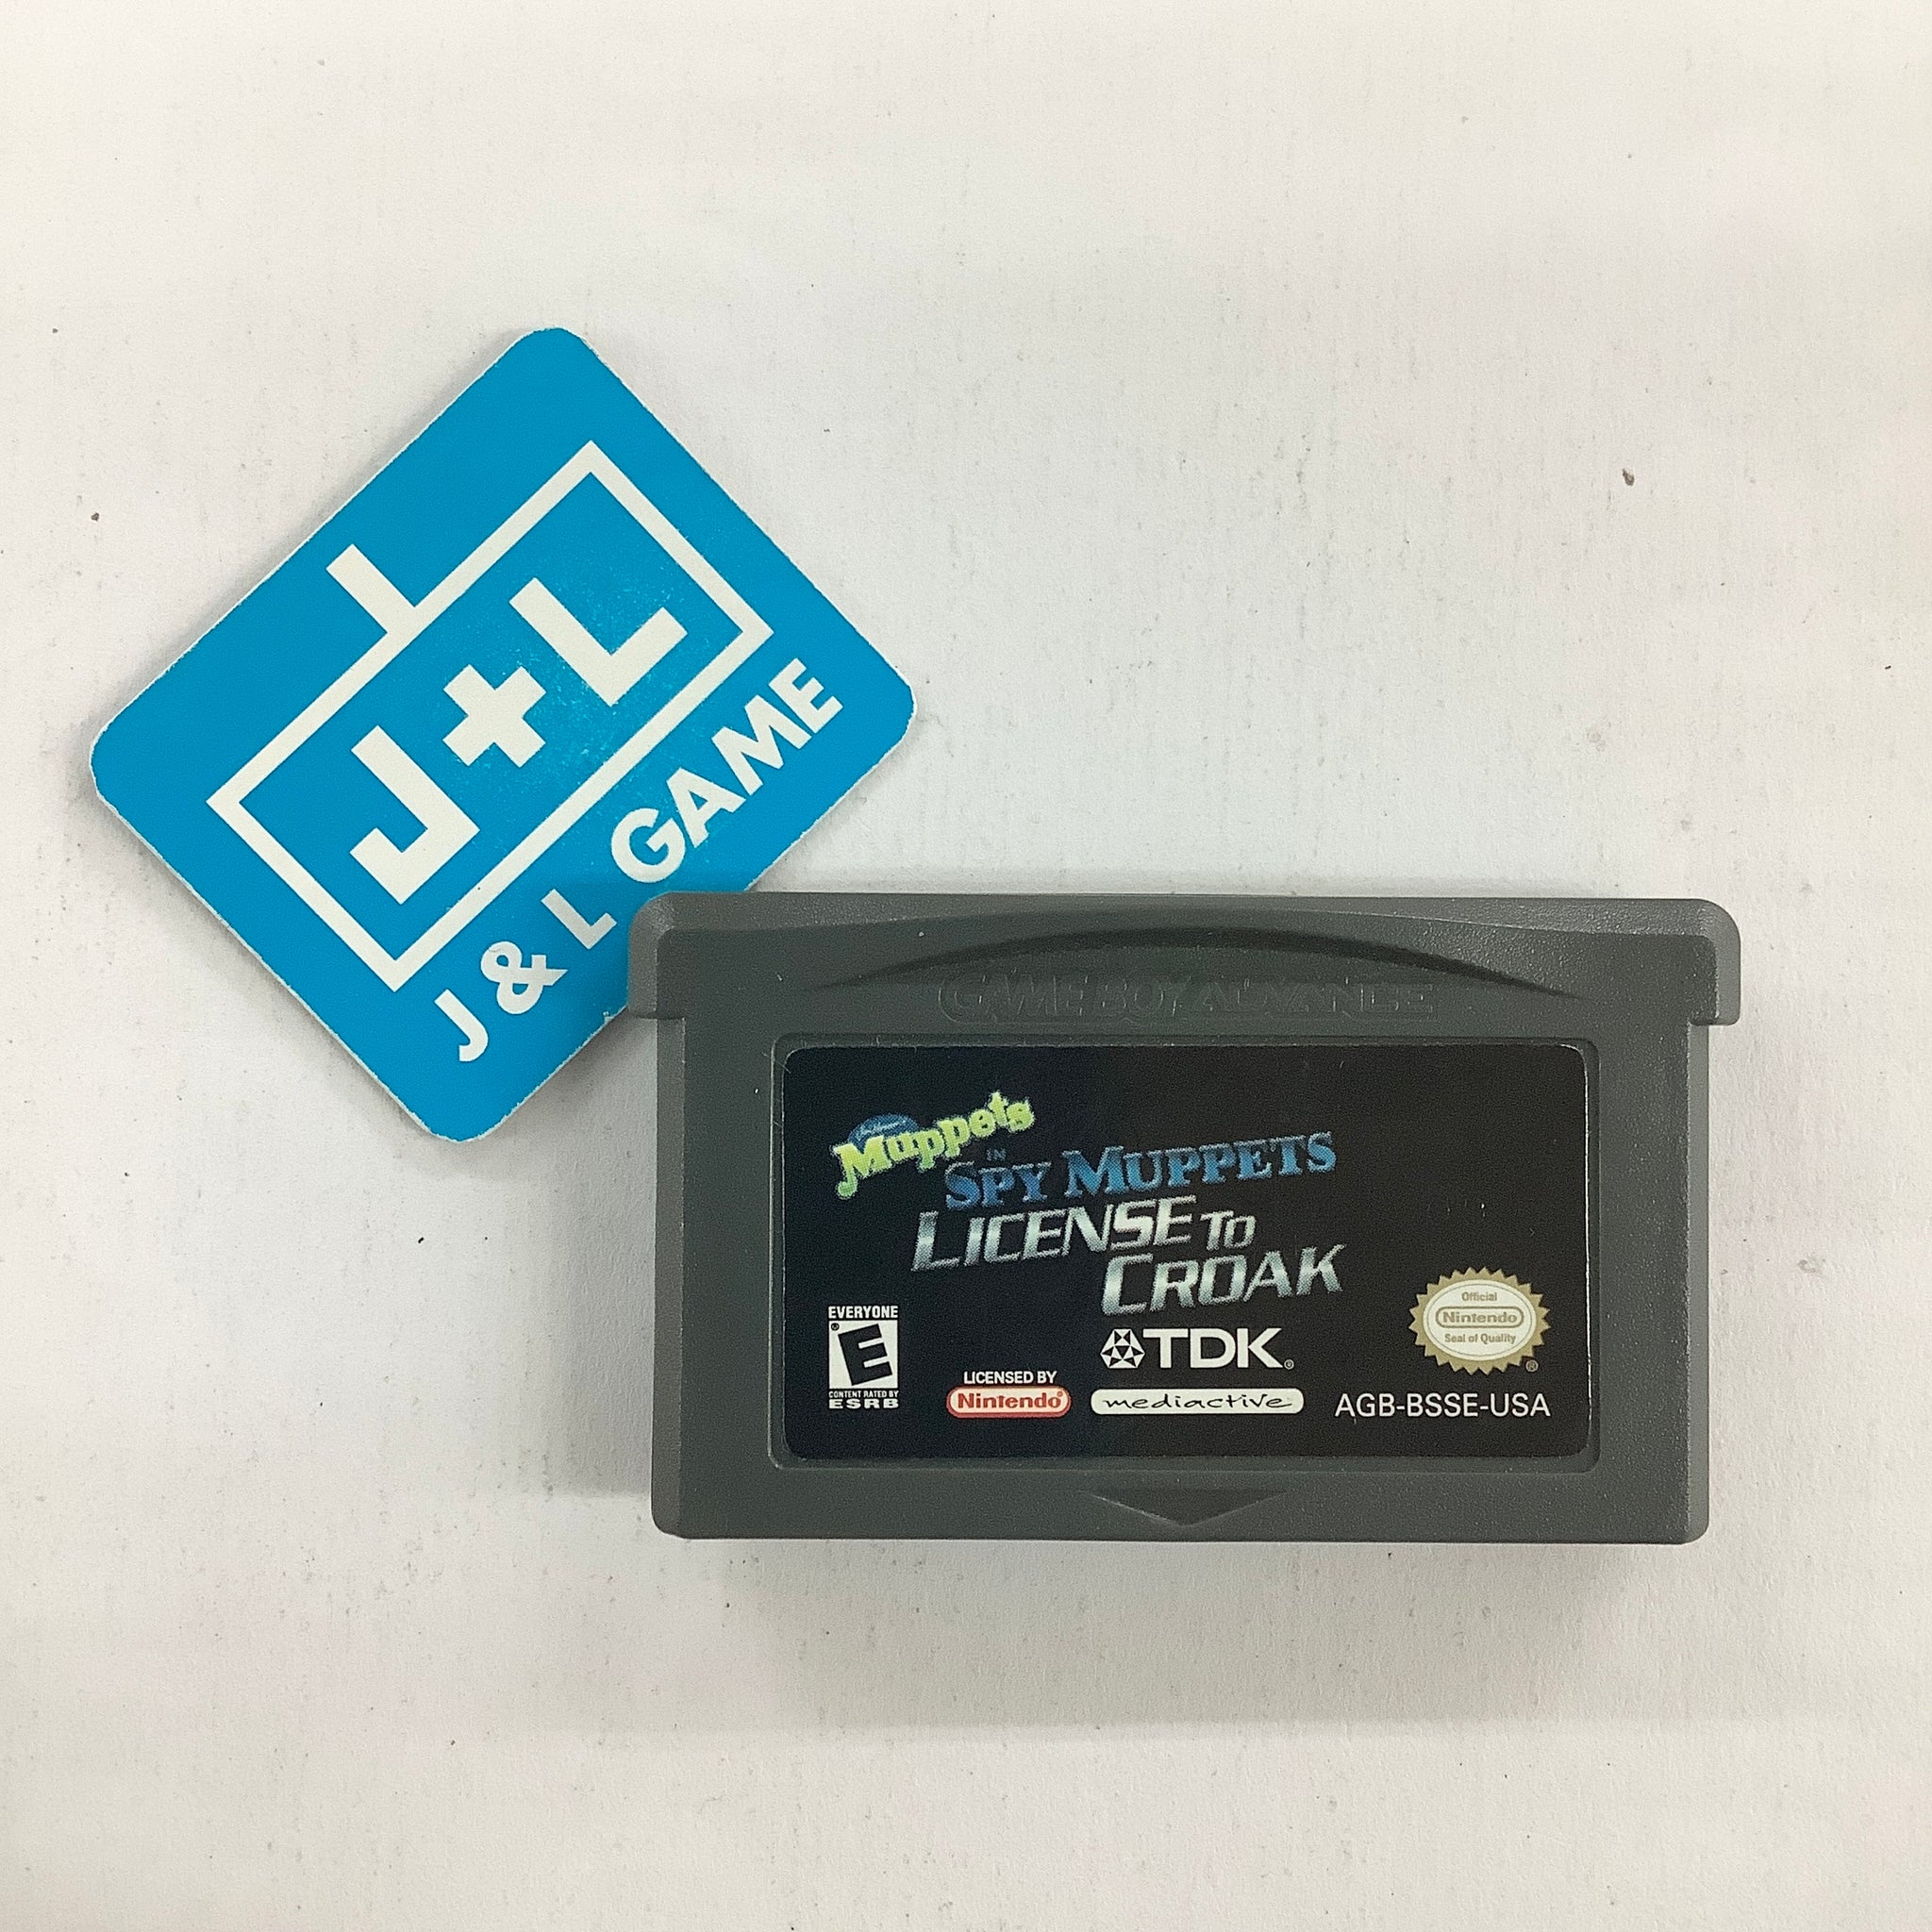 J+L
J & L GAME
GAME BOY ADVANCE
Muppets
IN
SPY MUPPETS
LICENSE TO
CROAK
EVERYONE
E
CONTENT RATED BY
ESRB
LICENSED BY
Nintendo®
TDK®
mediactive
Official
Nintendo
Seal of Quality
®
AGB-BSSE-USA